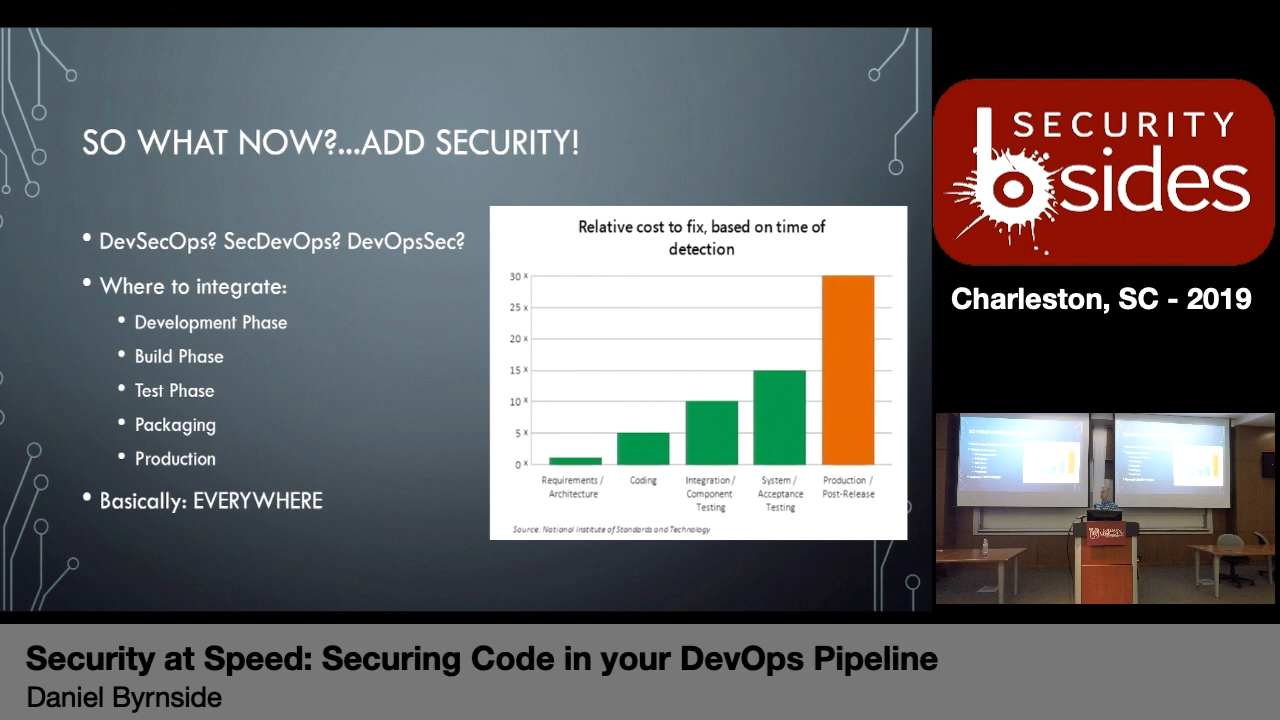 SO WHAT NOW?...ADD SECURITY!
• DevSecOps? SecDevOps? DevOpsSec?
• Where to integrate:
• Development Phase
• Build Phase
• Test Phase
• Packaging
• Production
• Basically: EVERYWHERE
Relative cost to fix, based on time of
detection
30 x
25 x
20 x
15 x
10 x
5 x
0 x
Requirements /
Architecture
Coding
Integration /
Component
Testing
System /
Acceptance
Testing
Production /
Post-Release
Source: National Institute of Standards and Technology
SECURITY
bsides
Charleston, SC - 2019
Security at Speed: Securing Code in your DevOps Pipeline
Daniel Byrnside